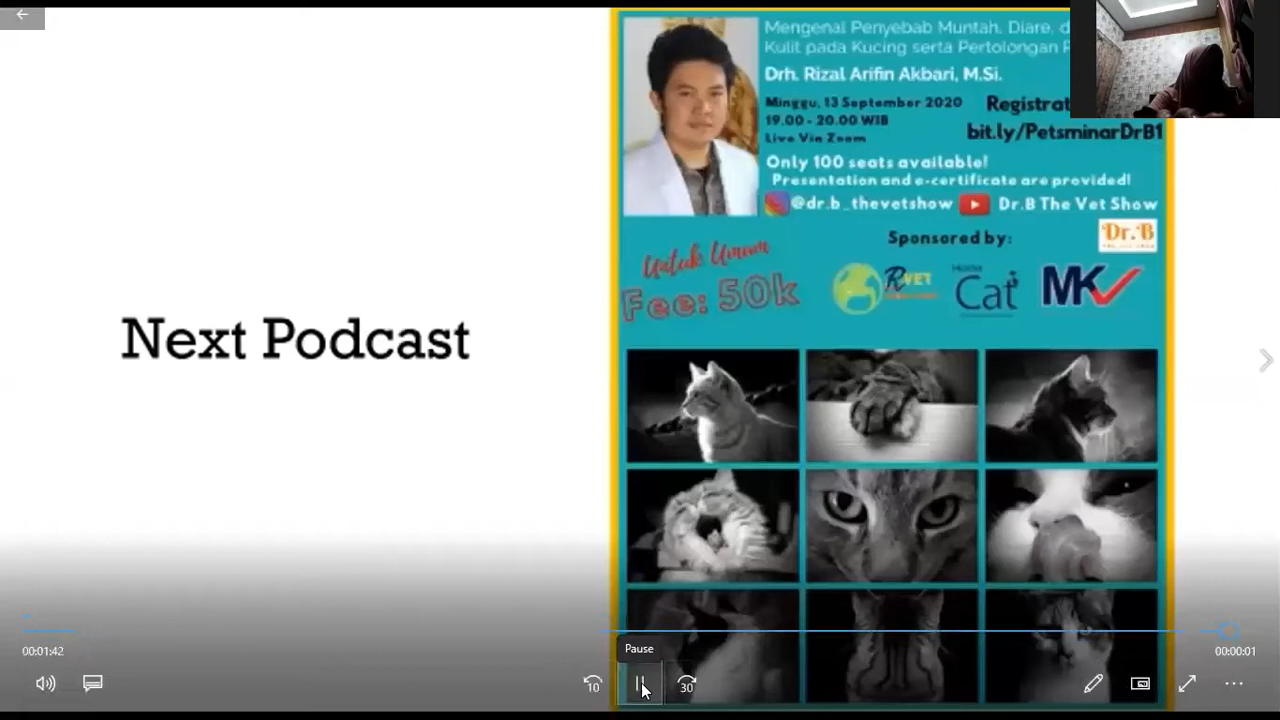 Mengenal Penyebab Muntah, Diare, d
Kulit pada Kucing serta Pertolongan P
Drh. Rizal Arifin Akbari, M.Si.
Minggu, 13 September 2020
19.00 - 20.00 WIB
Live Via Zoom
Registrat
bit.ly/PetsminarDrB1
Only 100 seats available!
Presentation and e-certificate are provided!
@dr.b_thevetshow
Dr.B The Vet Show
Untuk Umum
Fee: 50k
Sponsored by:
Dr.B
RVET
Home
Cat
MK
Next Podcast
Pause
00:01:42
00:00:01
10
30